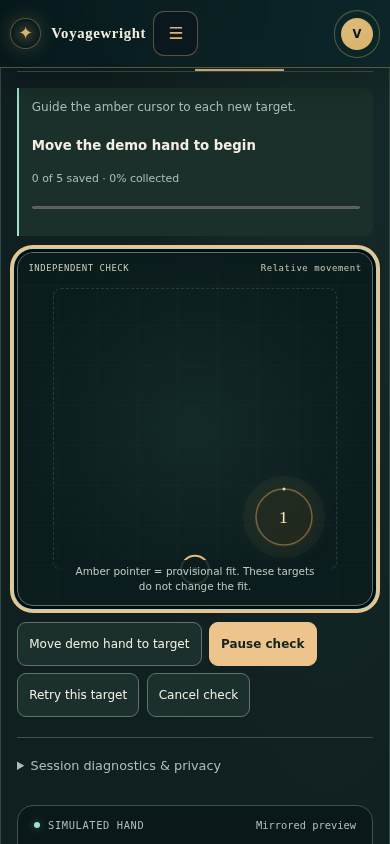 Voyagewright
V
Guide the amber cursor to each new target.
Move the demo hand to begin
0 of 5 saved · 0% collected
INDEPENDENT CHECK
Relative movement
1
Amber pointer = provisional fit. These targets
do not change the fit.
Move demo hand to target
Pause check
Retry this target
Cancel check
Session diagnostics & privacy
SIMULATED HAND
Mirrored preview